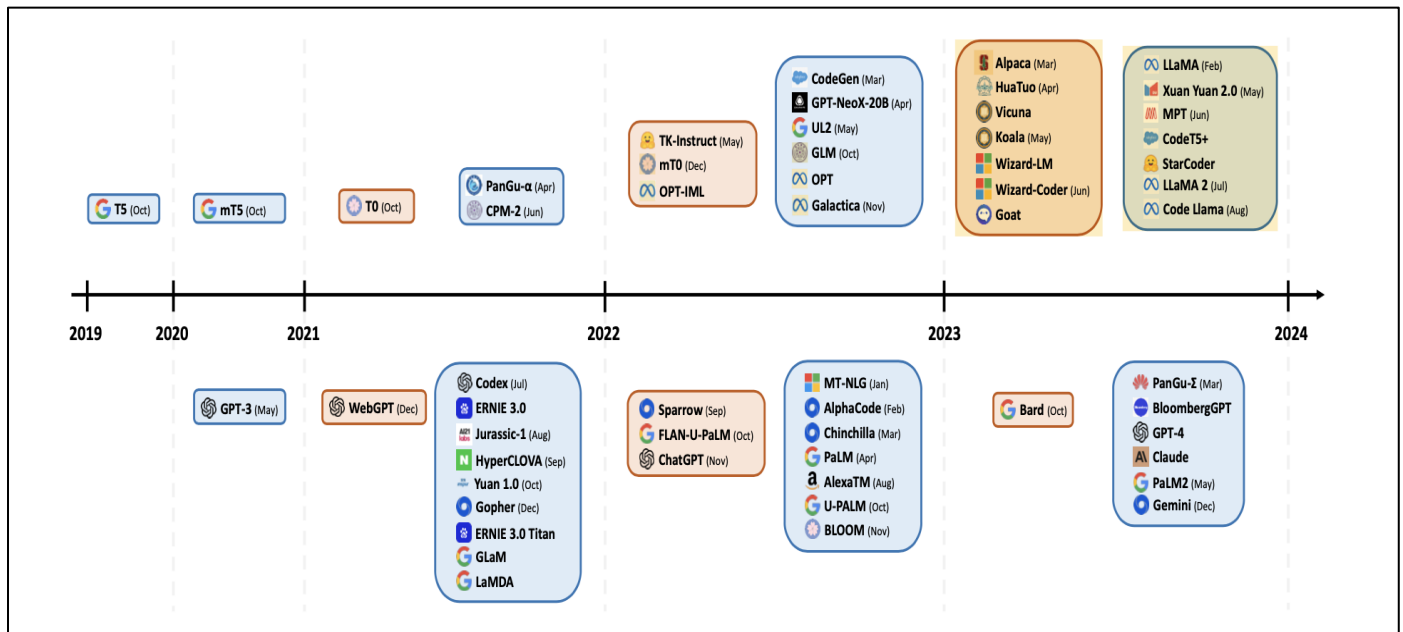 T5 (Oct)
mT5 (Oct)
T0 (Oct)
PanGu-α (Apr)
CPM-2 (Jun)
TK-Instruct (May)
mT0 (Dec)
OPT-IML
CodeGen (Mar)
GPT-NeoX-20B (Apr)
UL2 (May)
GLM (Oct)
OPT
Galactica (Nov)
Alpaca (Mar)
HuaTuo (Apr)
Vicuna
Koala (May)
Wizard-LM
Wizard-Coder (Jun)
Goat
LLaMA (Feb)
Xuan Yuan 2.0 (May)
MPT (Jun)
CodeT5+
StarCoder
LLaMA 2 (Jul)
Code Llama (Aug)
2019
2020
2021
2022
2023
2024
GPT-3 (May)
WebGPT (Dec)
Codex (Jul)
ERNIE 3.0
AI21 labs
Jurassic-1 (Aug)
HyperCLOVA (Sep)
Yuan 1.0 (Oct)
Gopher (Dec)
ERNIE 3.0 Titan
GLaM
LaMDA
Sparrow (Sep)
FLAN-U-PaLM (Oct)
ChatGPT (Nov)
MT-NLG (Jan)
AlphaCode (Feb)
Chinchilla (Mar)
PaLM (Apr)
AlexaTM (Aug)
U-PALM (Oct)
BLOOM (Nov)
Bard (Oct)
PanGu-Σ (Mar)
BloombergGPT
GPT-4
Claude
PaLM2 (May)
Gemini (Dec)